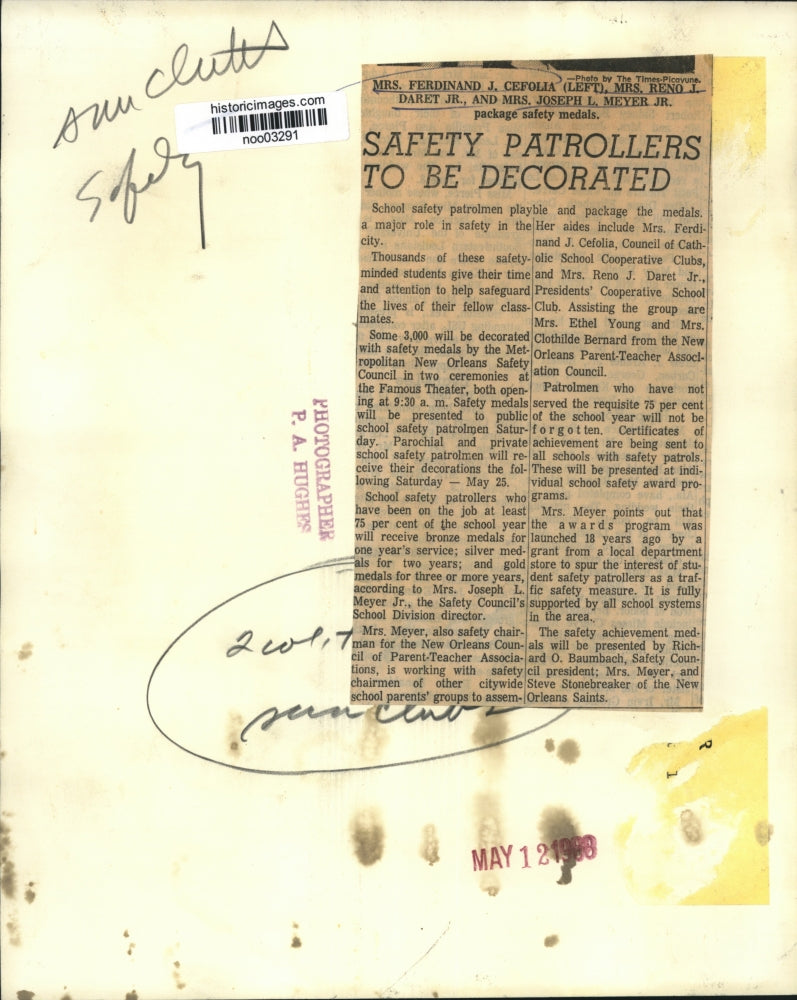 sun clubs
Safety
historicimages.com
noo03291
—Photo by The Times-Picayune.
MRS. FERDINAND J. CEFOLIA (LEFT), MRS. RENO J.
DARET JR., AND MRS. JOSEPH L. MEYER JR.
package safety medals.
SAFETY PATROLLERS
TO BE DECORATED
School safety patrolmen play
a major role in safety in the
city.
Thousands of these safety-
minded students give their time
and attention to help safeguard
the lives of their fellow class-
mates.
Some 3,000 will be decorated
with safety medals by the Met-
ropolitan New Orleans Safety
Council in two ceremonies at
the Famous Theater, both open-
ing at 9:30 a. m. Safety medals
will be presented to public
school safety patrolmen Satur-
day. Parochial and private
school safety patrolmen will re-
ceive their decorations the fol-
lowing Saturday — May 25.
School safety patrollers who
have been on the job at least
75 per cent of the school year
will receive bronze medals for
one year's service; silver med-
als for two years; and gold
medals for three or more years,
according to Mrs. Joseph L.
Meyer Jr., the Safety Council's
School Division director.
Mrs. Meyer, also safety chair-
man for the New Orleans Coun-
cil of Parent-Teacher Associa-
tions, is working with safety
chairmen of other citywide
school parents' groups to assem-
ble and package the medals.
Her aides include Mrs. Ferdi-
nand J. Cefolia, Council of Cath-
olic School Cooperative Clubs,
and Mrs. Reno J. Daret Jr.,
Presidents' Cooperative School
Club. Assisting the group are
Mrs. Ethel Young and Mrs.
Clothilde Bernard from the New
Orleans Parent-Teacher Associ-
ation Council.
Patrolmen who have not
served the requisite 75 per cent
of the school year will not be
forgotten. Certificates of
achievement are being sent to
all schools with safety patrols.
These will be presented at indi-
vidual school safety award pro-
grams.
Mrs. Meyer points out that
the awards program was
launched 18 years ago by a
grant from a local department
store to spur the interest of stu-
dent safety patrollers as a traf-
fic safety measure. It is fully
supported by all school systems
in the area.
The safety achievement med-
als will be presented by Rich-
ard O. Baumbach, Safety Coun-
cil president; Mrs. Meyer, and
Steve Stonebreaker of the New
Orleans Saints.
PHOTOGRAPHER
P. A. HUGHES
2 col.
sun clubs
R
1
MAY 12 1968